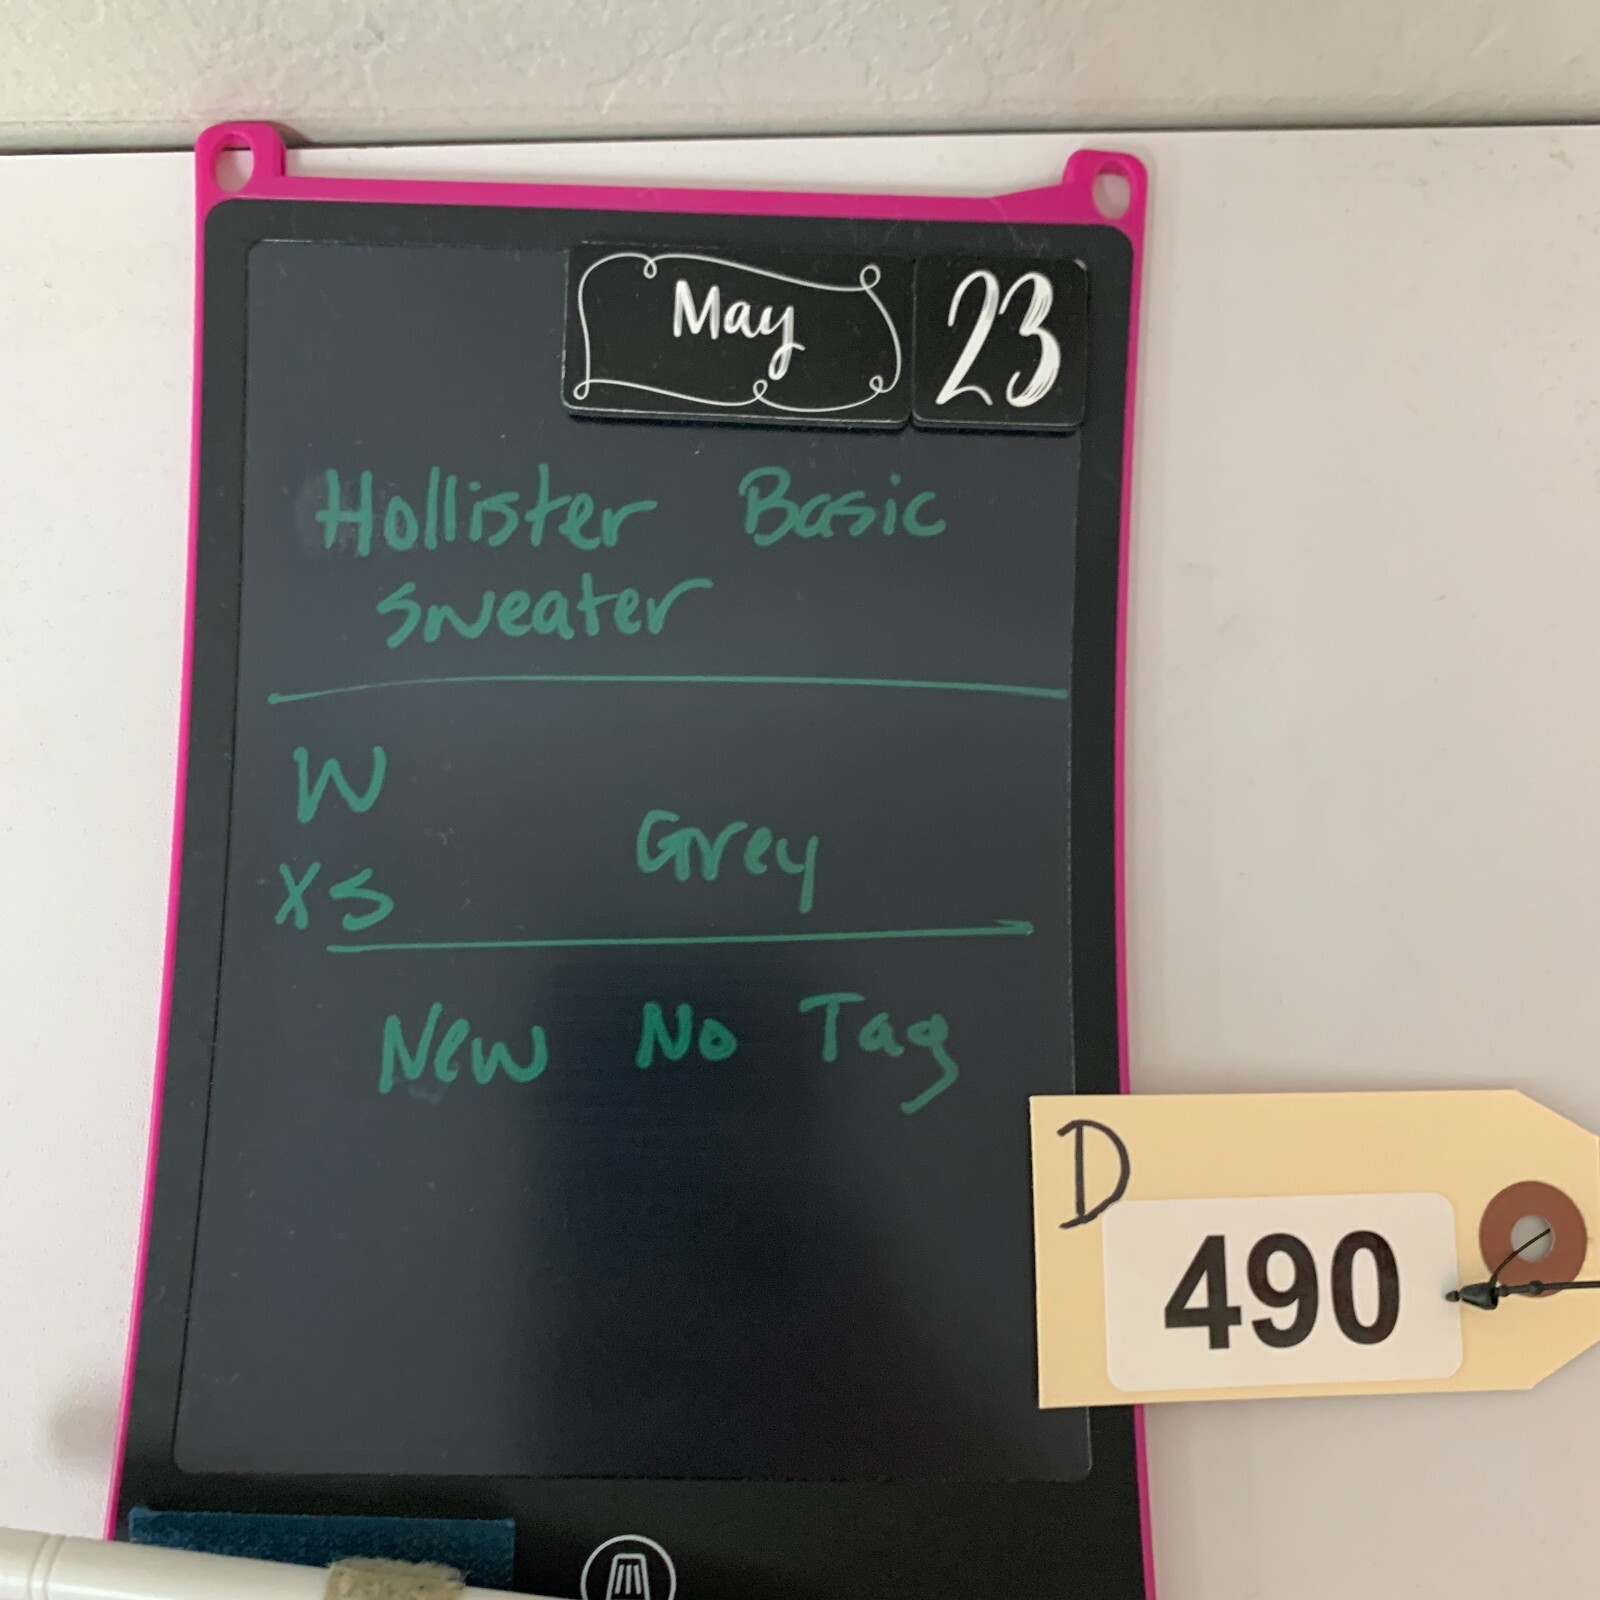 May 23
Hollister Basic
sweater
W
Grey
XS
New No Tag
D
490